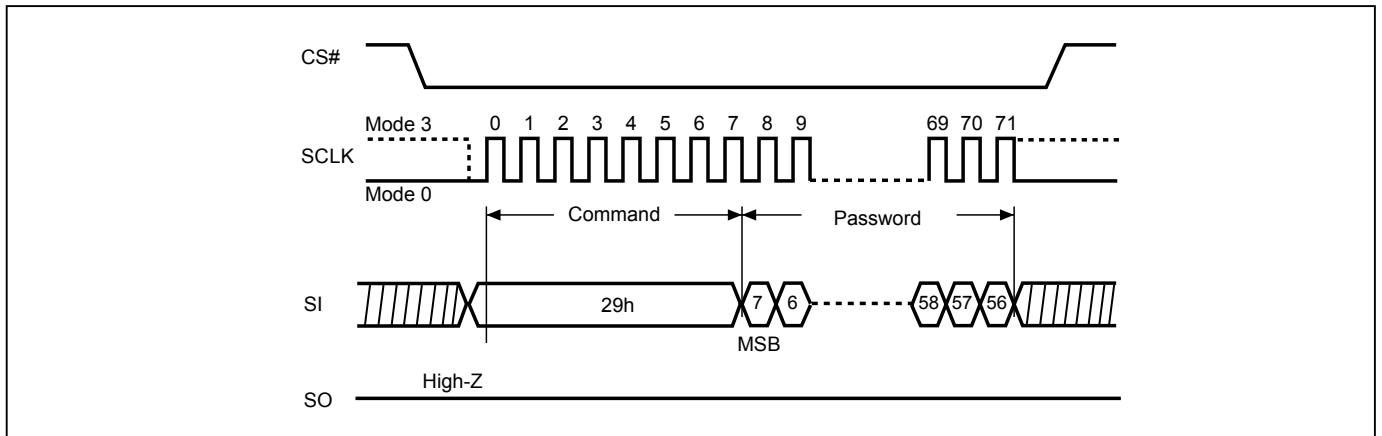 CS#
Mode 3
0 1 2 3 4 5 6 7 8 9 69 70 71
SCLK
Mode 0
Command Password
SI 29h 7 6 58 57 56
MSB
High-Z
SO